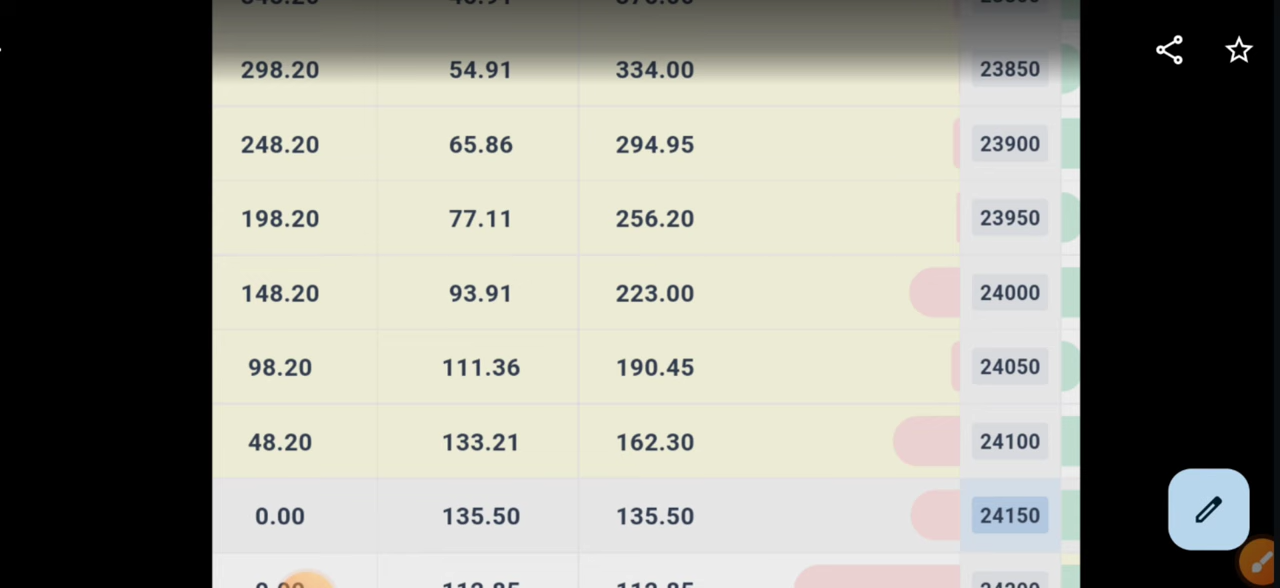 298.20 54.91 334.00 23850
248.20 65.86 294.95 23900
198.20 77.11 256.20 23950
148.20 93.91 223.00 24000
98.20 111.36 190.45 24050
48.20 133.21 162.30 24100
0.00 135.50 135.50 24150